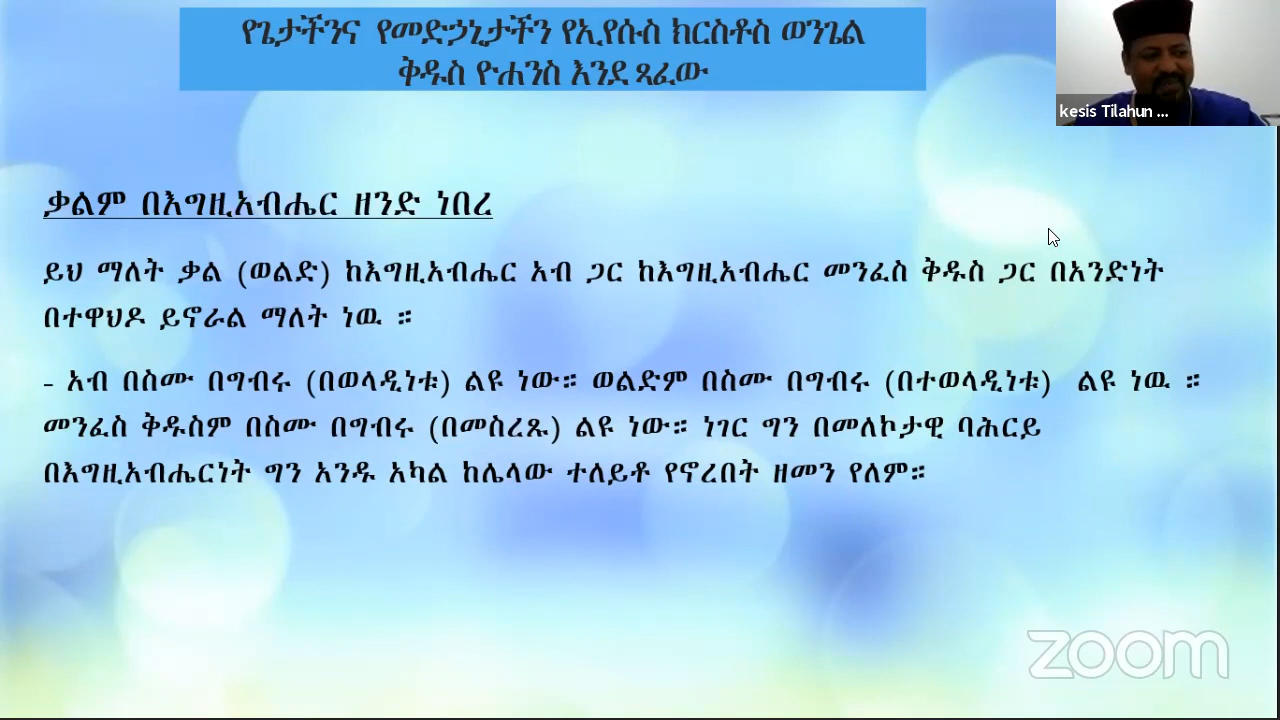 የጌታችንና የመድኃኒታችን የኢየሱስ ክርስቶስ ወንጌል
ቅዱስ ዮሐንስ እንደ ጻፈው
kesis Tilahun ...
ቃልም በእግዚአብሔር ዘንድ ነበረ
ይህ ማለት ቃል (ወልድ) ከእግዚአብሔር አብ ጋር ከእግዚአብሔር መንፈስ ቅዱስ ጋር በአንድነት
በተዋህዶ ይኖራል ማለት ነዉ ።
- አብ በስሙ በግብሩ (በወላዲነቱ) ልዩ ነው። ወልድም በስሙ በግብሩ (በተወላዲነቱ) ልዩ ነዉ ።
መንፈስ ቅዱስም በስሙ በግብሩ (በመስረጹ) ልዩ ነው። ነገር ግን በመለኮታዊ ባሕርይ
በእግዚአብሔርነት ግን አንዱ አካል ከሌላው ተለይቶ የኖረበት ዘመን የለም።
zoom